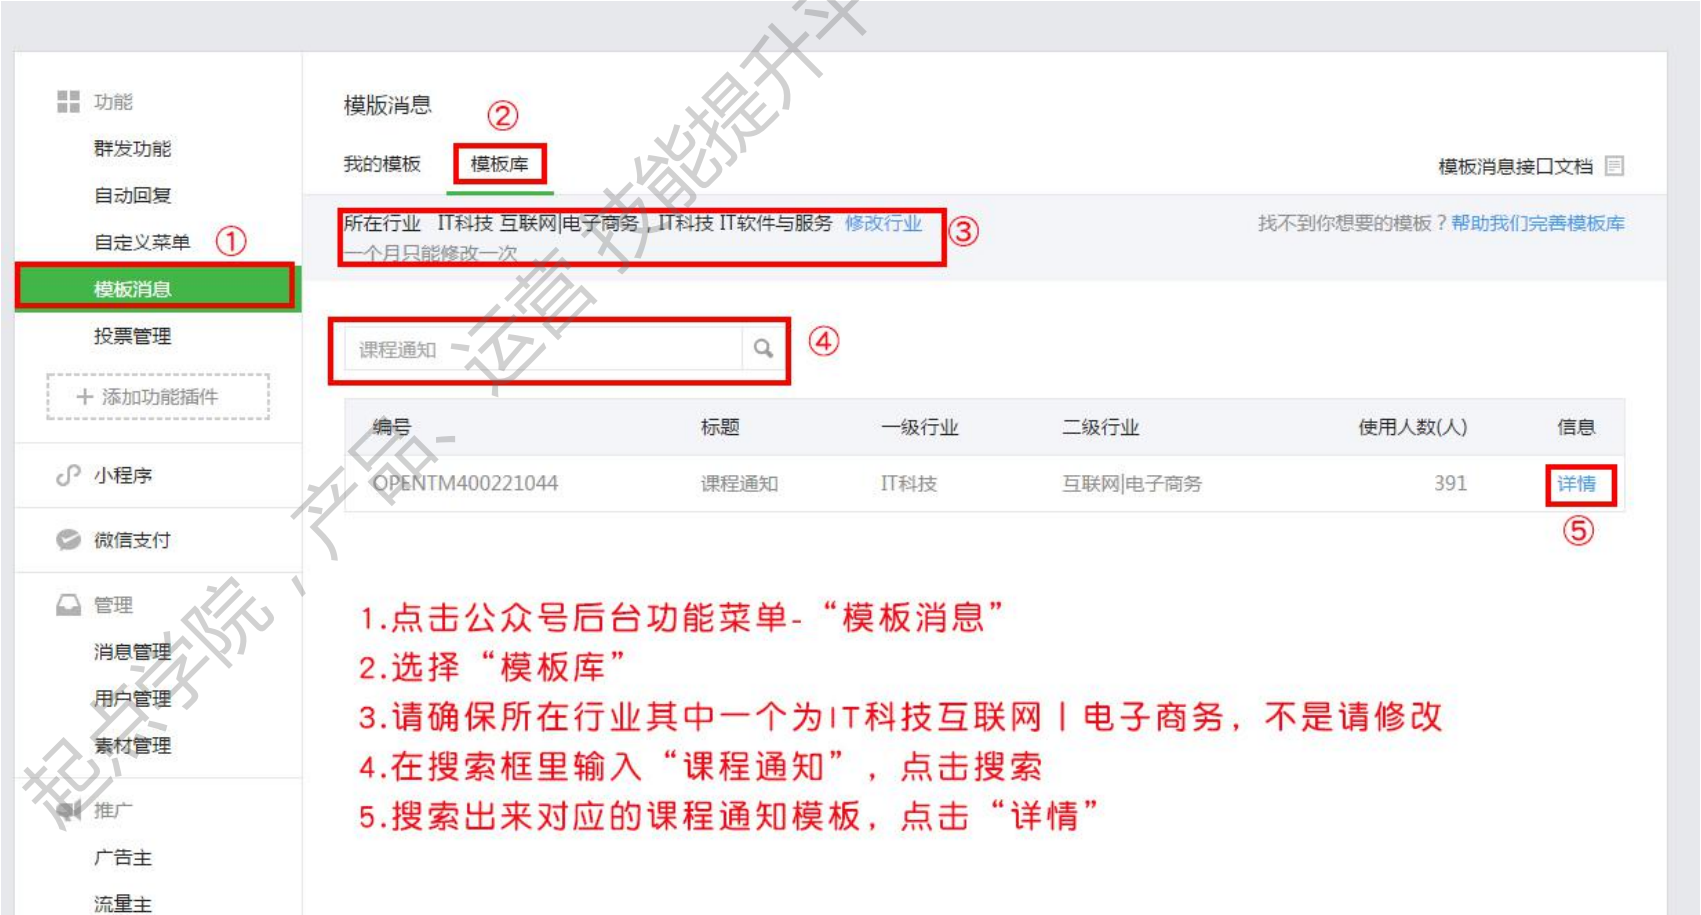 功能
群发功能
自动回复
自定义菜单
①
模板消息
投票管理
+ 添加功能插件
小程序
微信支付
管理
消息管理
用户管理
素材管理
推广
广告主
流量主
模版消息
②
我的模板 模板库
模板消息接口文档
所在行业 IT科技 互联网|电子商务 IT科技 IT软件与服务 修改行业
③
一个月只能修改一次
找不到你想要的模板？帮助我们完善模板库
课程通知
④
编号 标题 一级行业 二级行业 使用人数(人) 信息
OPENTM400221044 课程通知 IT科技 互联网|电子商务 391 详情
⑤
1.点击公众号后台功能菜单-“模板消息”
2.选择“模板库”
3.请确保所在行业其中一个为IT科技互联网丨电子商务，不是请修改
4.在搜索框里输入“课程通知”，点击搜索
5.搜索出来对应的课程通知模板，点击“详情”
起点学院，产品、运营 技能提升